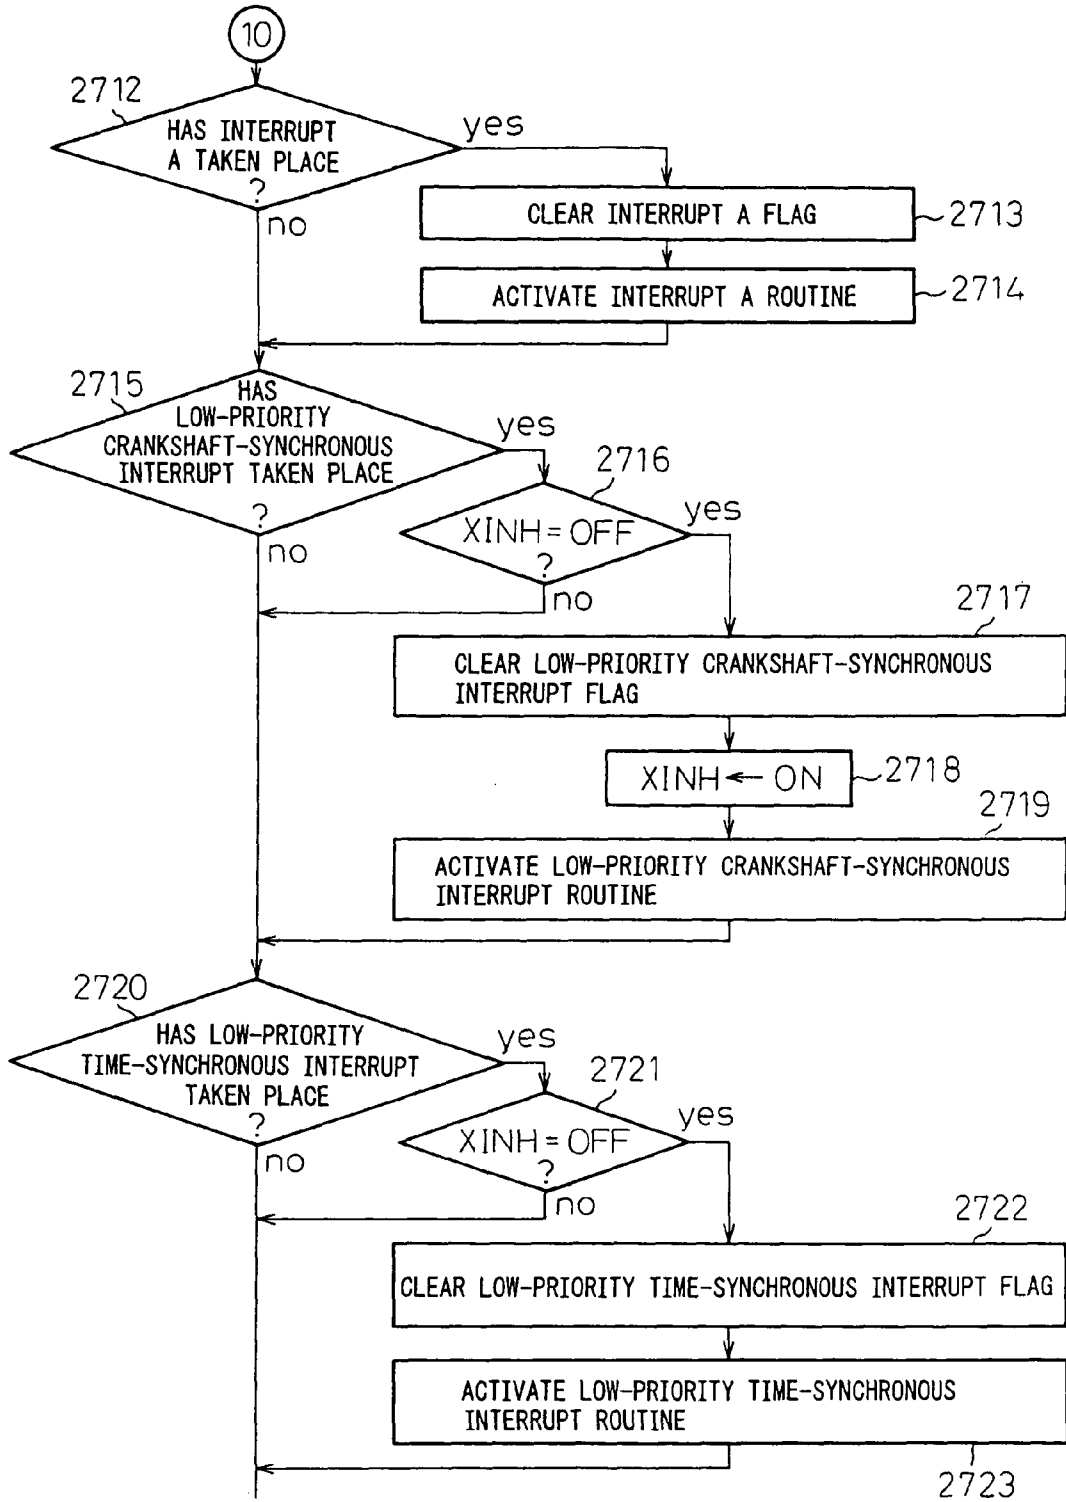 10
2712
HAS INTERRUPT
A TAKEN PLACE
?
yes
no
CLEAR INTERRUPT A FLAG
2713
ACTIVATE INTERRUPT A ROUTINE
2714
2715
HAS
LOW-PRIORITY
CRANKSHAFT-SYNCHRONOUS
INTERRUPT TAKEN PLACE
?
yes
no
2716
XINH=OFF
?
yes
no
2717
CLEAR LOW-PRIORITY CRANKSHAFT-SYNCHRONOUS
INTERRUPT FLAG
XINH ← ON
2718
2719
ACTIVATE LOW-PRIORITY CRANKSHAFT-SYNCHRONOUS
INTERRUPT ROUTINE
2720
HAS LOW-PRIORITY
TIME-SYNCHRONOUS INTERRUPT
TAKEN PLACE
?
yes
no
2721
XINH=OFF
?
yes
no
2722
CLEAR LOW-PRIORITY TIME-SYNCHRONOUS INTERRUPT FLAG
ACTIVATE LOW-PRIORITY TIME-SYNCHRONOUS
INTERRUPT ROUTINE
2723